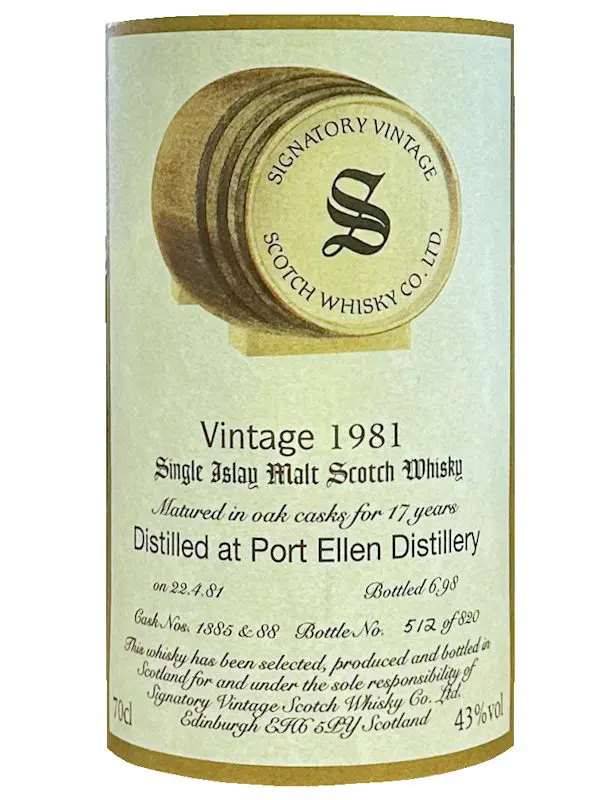 SIGNATORY VINTAGE
S
SCOTCH WHISKY CO. LTD.
Vintage 1981
Single Islay Malt Scotch Whisky
Matured in oak casks for 17 years
Distilled at Port Ellen Distillery
on 22.4.81 Bottled 6.98
Cask Nos. 1885 & 88 Bottle No. 512 of 820
This whisky has been selected, produced and bottled in
Scotland for and under the sole responsibility of
Signatory Vintage Scotch Whisky Co. Ltd.
Edinburgh EH6 5PY Scotland
70cl 43%vol